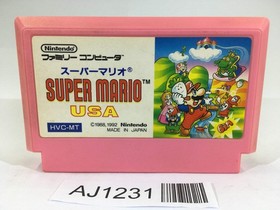 Nintendo
ファミリー コンピュータ
スーパーマリオ®
SUPER MARIO™
USA
©1988,1992 NINTENDO
MADE IN JAPAN
HVC-MT
AJ1231